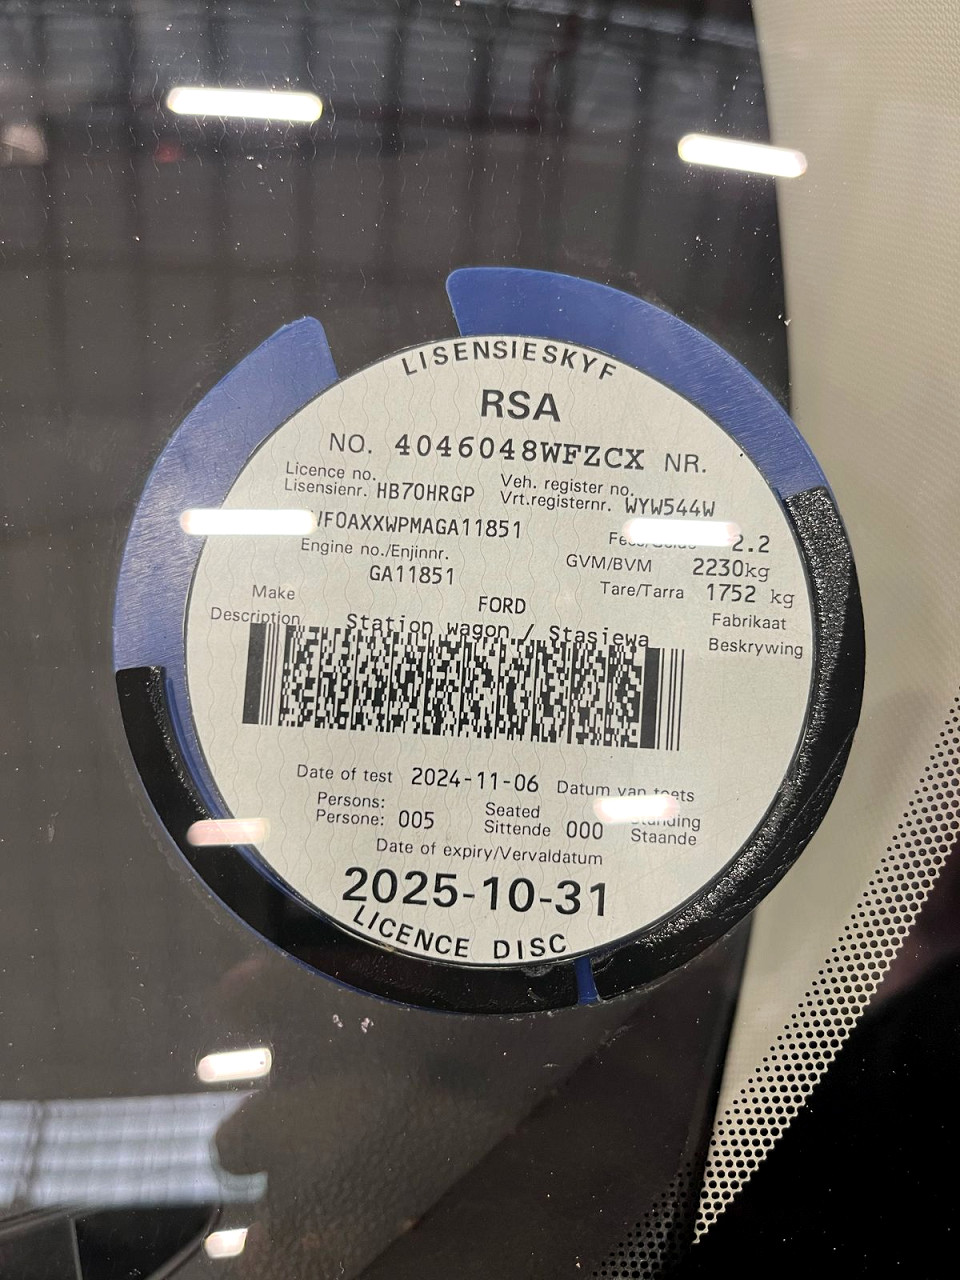 LISENSIESKYF
RSA
NO. 4046048WFZCX NR.
Licence no. Veh. register no.
Lisensienr. HB70HRGP Vrt.registernr. WYW544W
WF0AXXWPMAGA11851 2.2
Engine no./Enjinnr. GVM/BVM 2230kg
GA11851 Tare/Tarra 1752 kg
Make FORD Fabrikaat
Description Station wagon / Stasiewa Beskrywing
Date of test 2024-11-06 Datum van toets
Persons: Seated Standing
Persone: 005 Sittende 000 Staande
Date of expiry/Vervaldatum
2025-10-31
LICENCE DISC